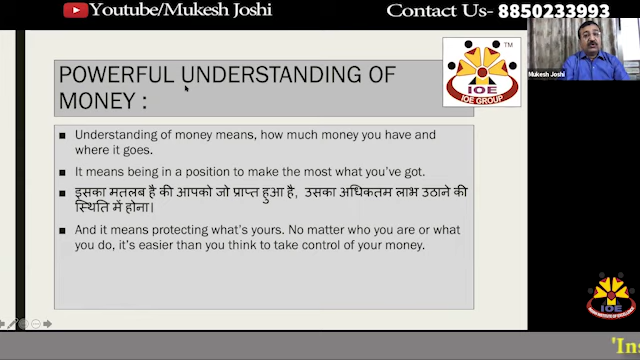 Youtube/Mukesh Joshi
Contact Us- 8850233993
POWERFUL UNDERSTANDING OF
MONEY :
TM
IOE
IOE GROUP
Mukesh Joshi
Understanding of money means, how much money you have and
where it goes.
It means being in a position to make the most what you've got.
इसका मतलब है की आपको जो प्राप्त हुआ है, उसका अधिकतम लाभ उठाने की
स्थिति में होना।
And it means protecting what's yours. No matter who you are or what
you do, it's easier than you think to take control of your money.
IOE
'Ins